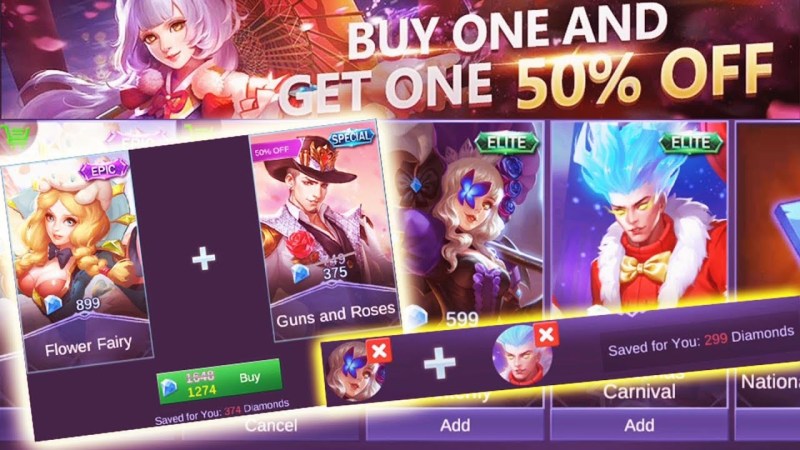 BUY ONE AND
GET ONE 50% OFF
EPIC
899
Flower Fairy
+
50% OFF
SPECIAL
749
375
Guns and Roses
1648
1274
Buy
Saved for You: 374 Diamonds
ELITE
599
ELITE
+
Saved for You: 299 Diamonds
Carnival
National
Cancel
Add
Add